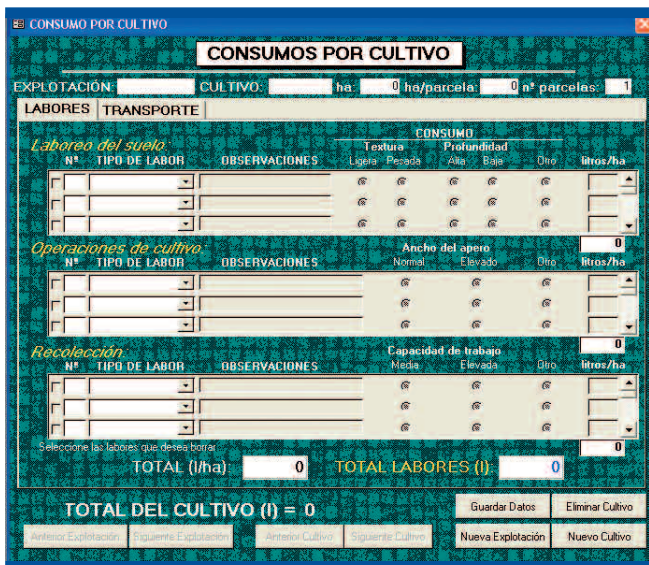 CONSUMO POR CULTIVO
CONSUMOS POR CULTIVO
EXPLOTACIÓN: CULTIVO: ha: 0 ha/parcela: 0 nª parcelas: 1
LABORES TRANSPORTE
CONSUMO
Laboreo del suelo:
Textura Profundidad
Nª TIPO DE LABOR OBSERVACIONES Ligera Pesada Alta Baja Otro litros/ha
0
Operaciones de cultivo:
Ancho del apero
Nª TIPO DE LABOR OBSERVACIONES Normal Elevado Otro litros/ha
0
Recolección:
Capacidad de trabajo
Nª TIPO DE LABOR OBSERVACIONES Media Elevada Otro litros/ha
0
Seleccione las labores que desea borrar
TOTAL (l/ha): 0 TOTAL LABORES (l): 0
TOTAL DEL CULTIVO (l) = 0
Guardar Datos Eliminar Cultivo
Anterior Explotación Siguiente Explotación Anterior Cultivo Siguiente Cultivo Nueva Explotación Nuevo Cultivo